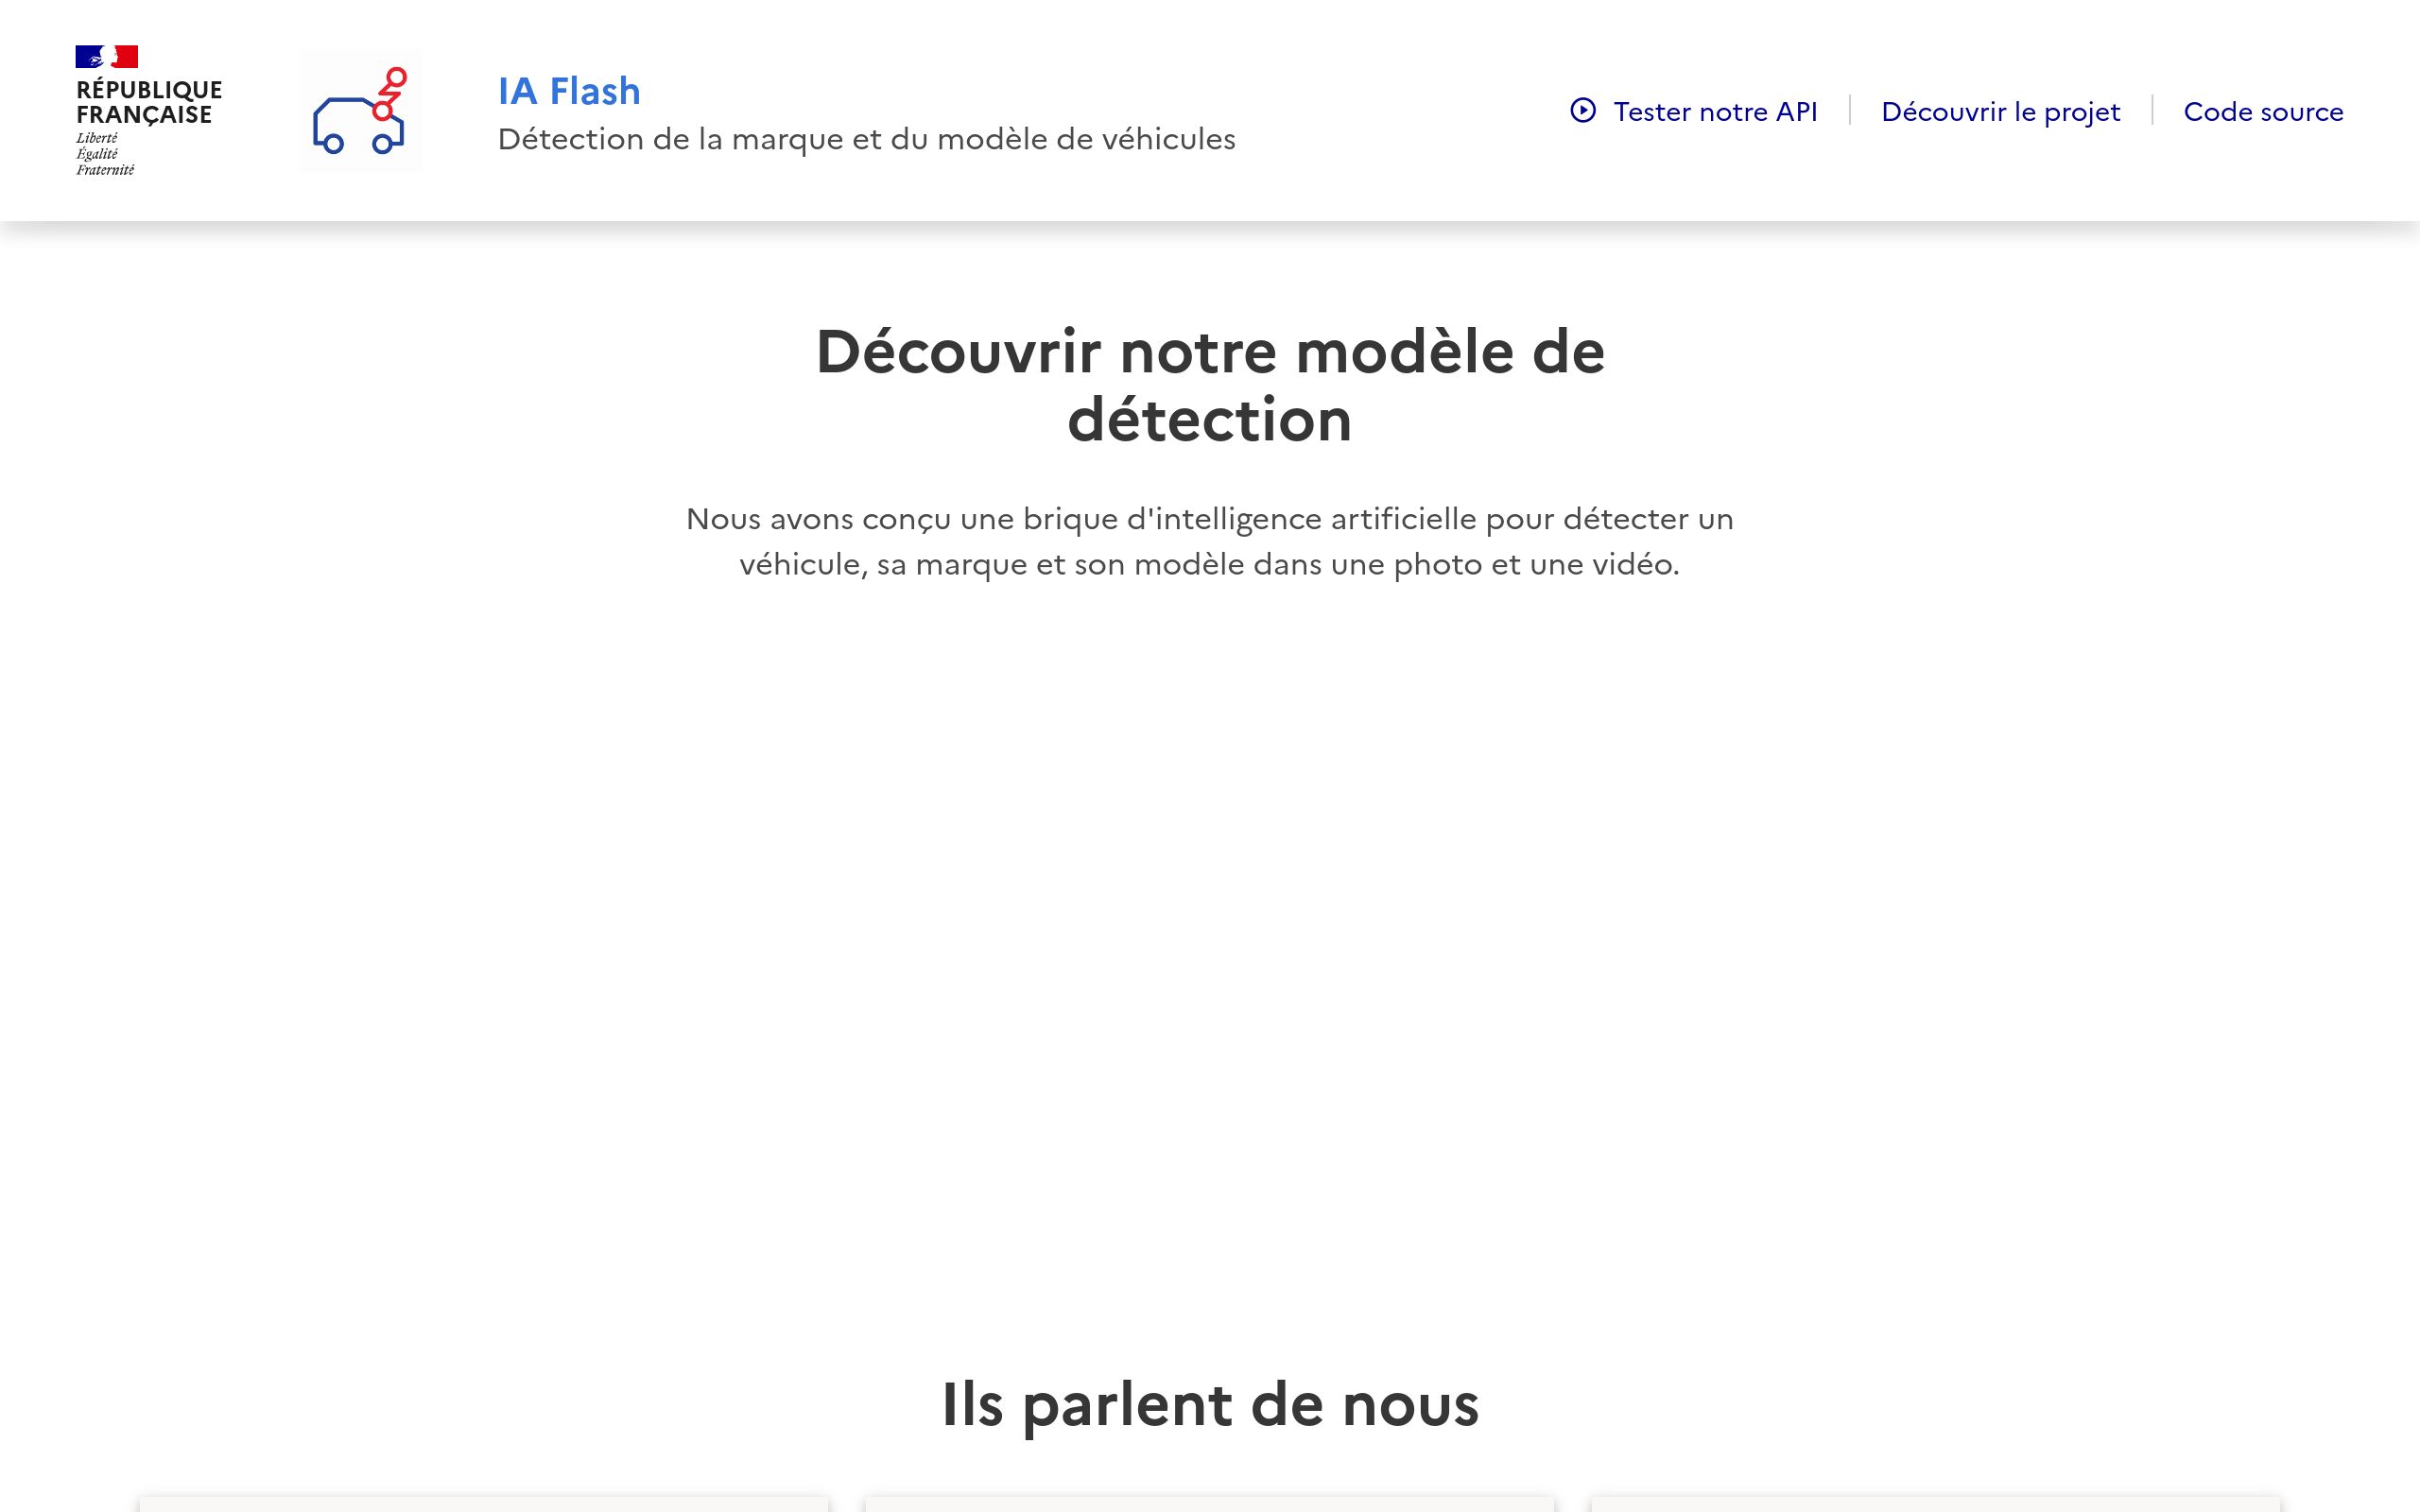 RÉPUBLIQUE
FRANÇAISE
Liberté
Égalité
Fraternité
IA Flash
Détection de la marque et du modèle de véhicules
Tester notre API
Découvrir le projet
Code source
Découvrir notre modèle de
détection
Nous avons conçu une brique d'intelligence artificielle pour détecter un
véhicule, sa marque et son modèle dans une photo et une vidéo.
Ils parlent de nous